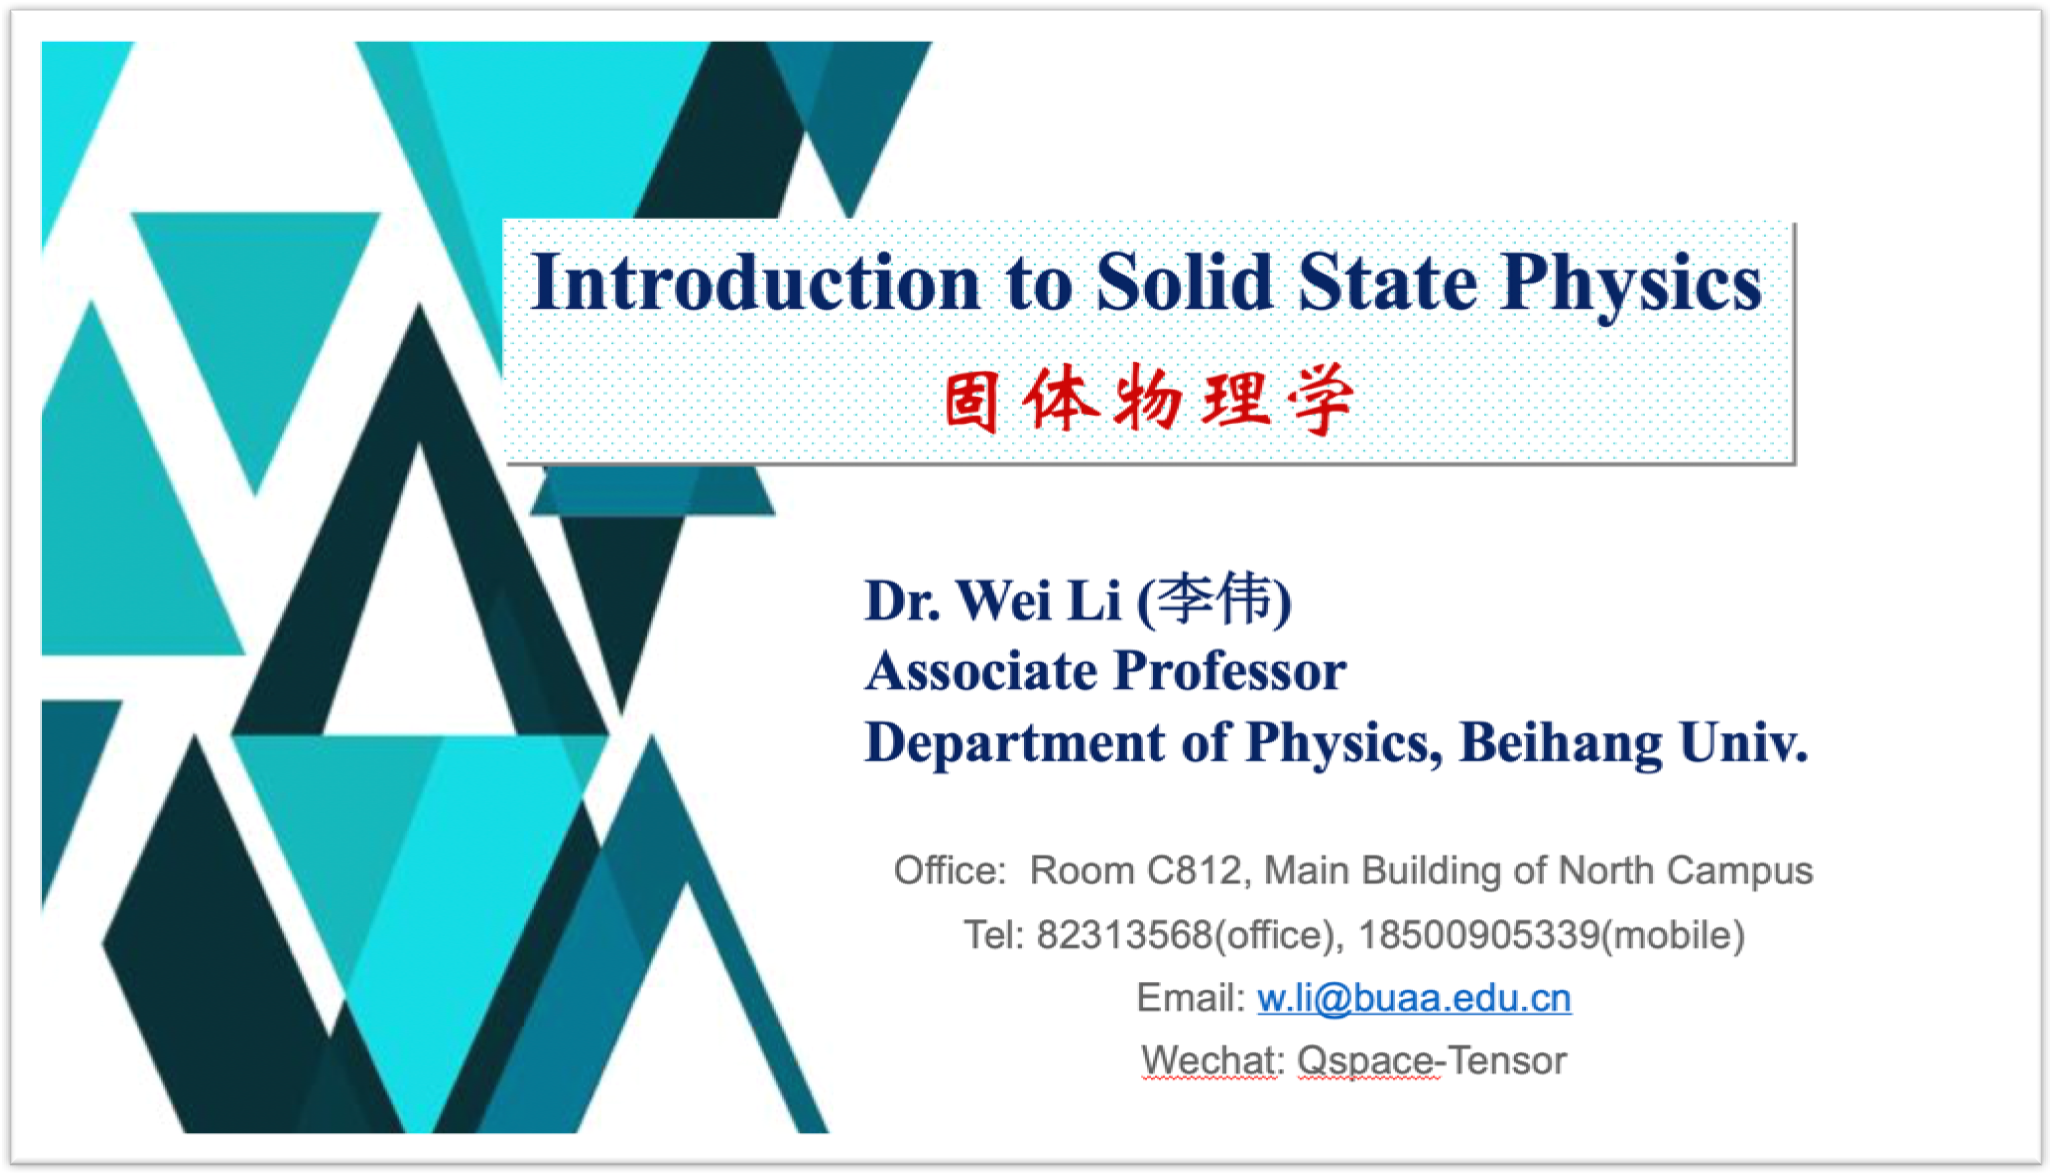 Introduction to Solid State Physics
固体物理学
Dr. Wei Li (李伟)
Associate Professor
Department of Physics, Beihang Univ.
Office:  Room C812, Main Building of North Campus
Tel: 82313568(office), 18500905339(mobile)
Email: w.li@buaa.edu.cn
Wechat: Qspace-Tensor